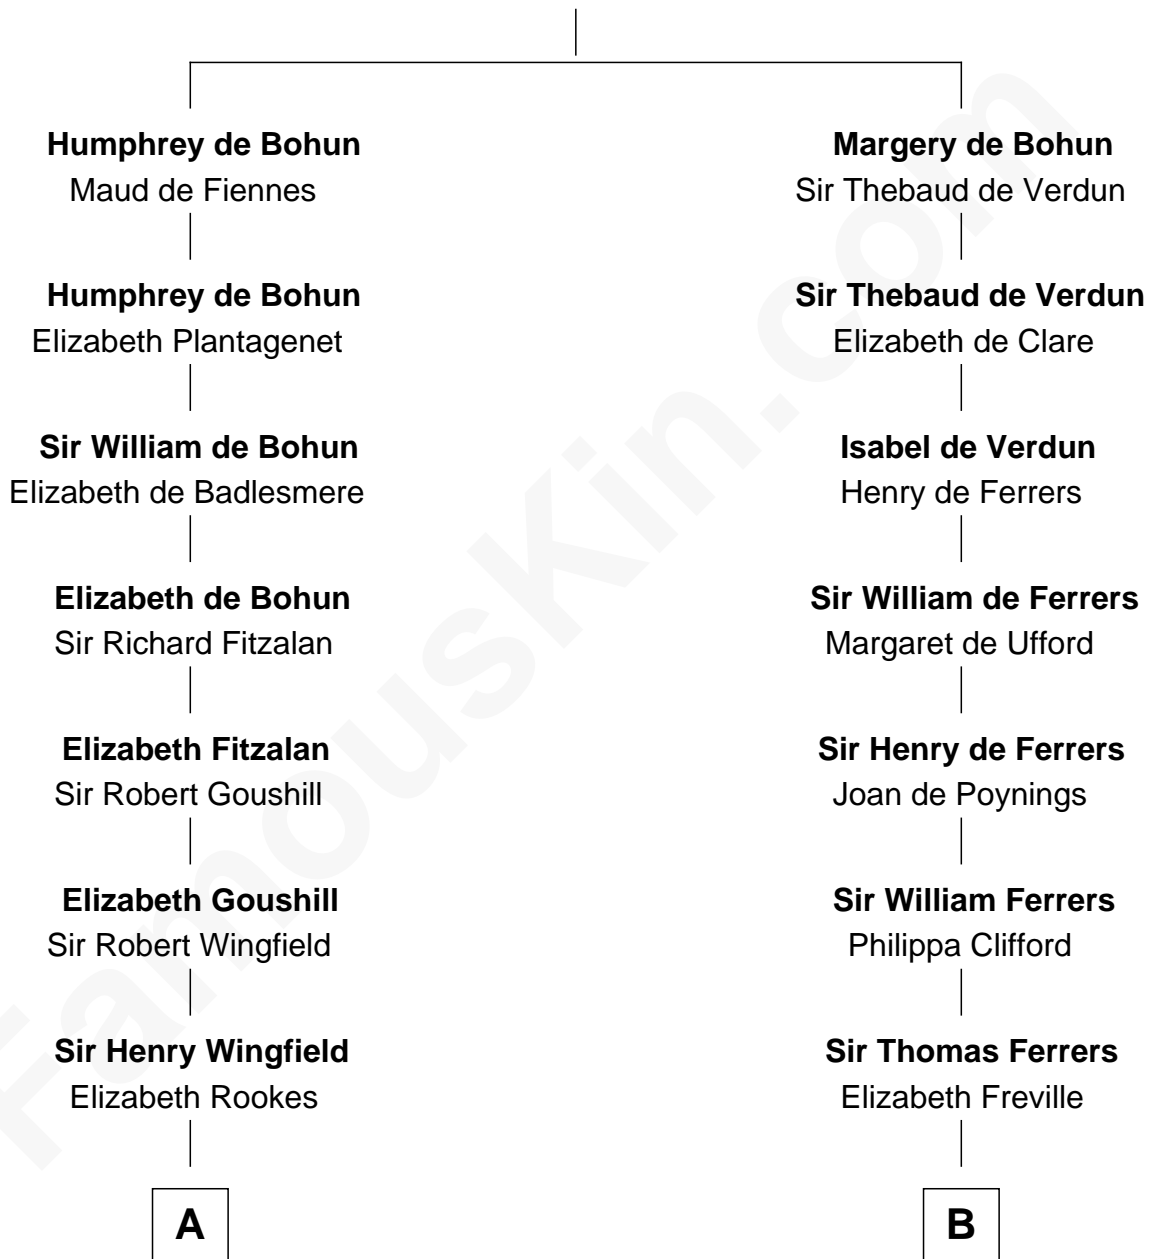 Humphrey de Bohun
Maud de Fiennes
Humphrey de Bohun
Elizabeth Plantagenet
Sir William de Bohun
Elizabeth de Badlesmere
Elizabeth de Bohun
Sir Richard Fitzalan
Elizabeth Fitzalan
Sir Robert Goushill
Elizabeth Goushill
Sir Robert Wingfield
Sir Henry Wingfield
Elizabeth Rookes
A
Margery de Bohun
Sir Thebaud de Verdun
Sir Thebaud de Verdun
Elizabeth de Clare
Isabel de Verdun
Henry de Ferrers
Sir William de Ferrers
Margaret de Ufford
Sir Henry de Ferrers
Joan de Poynings
Sir William Ferrers
Philippa Clifford
Sir Thomas Ferrers
Elizabeth Freville
B
FamousKin.com